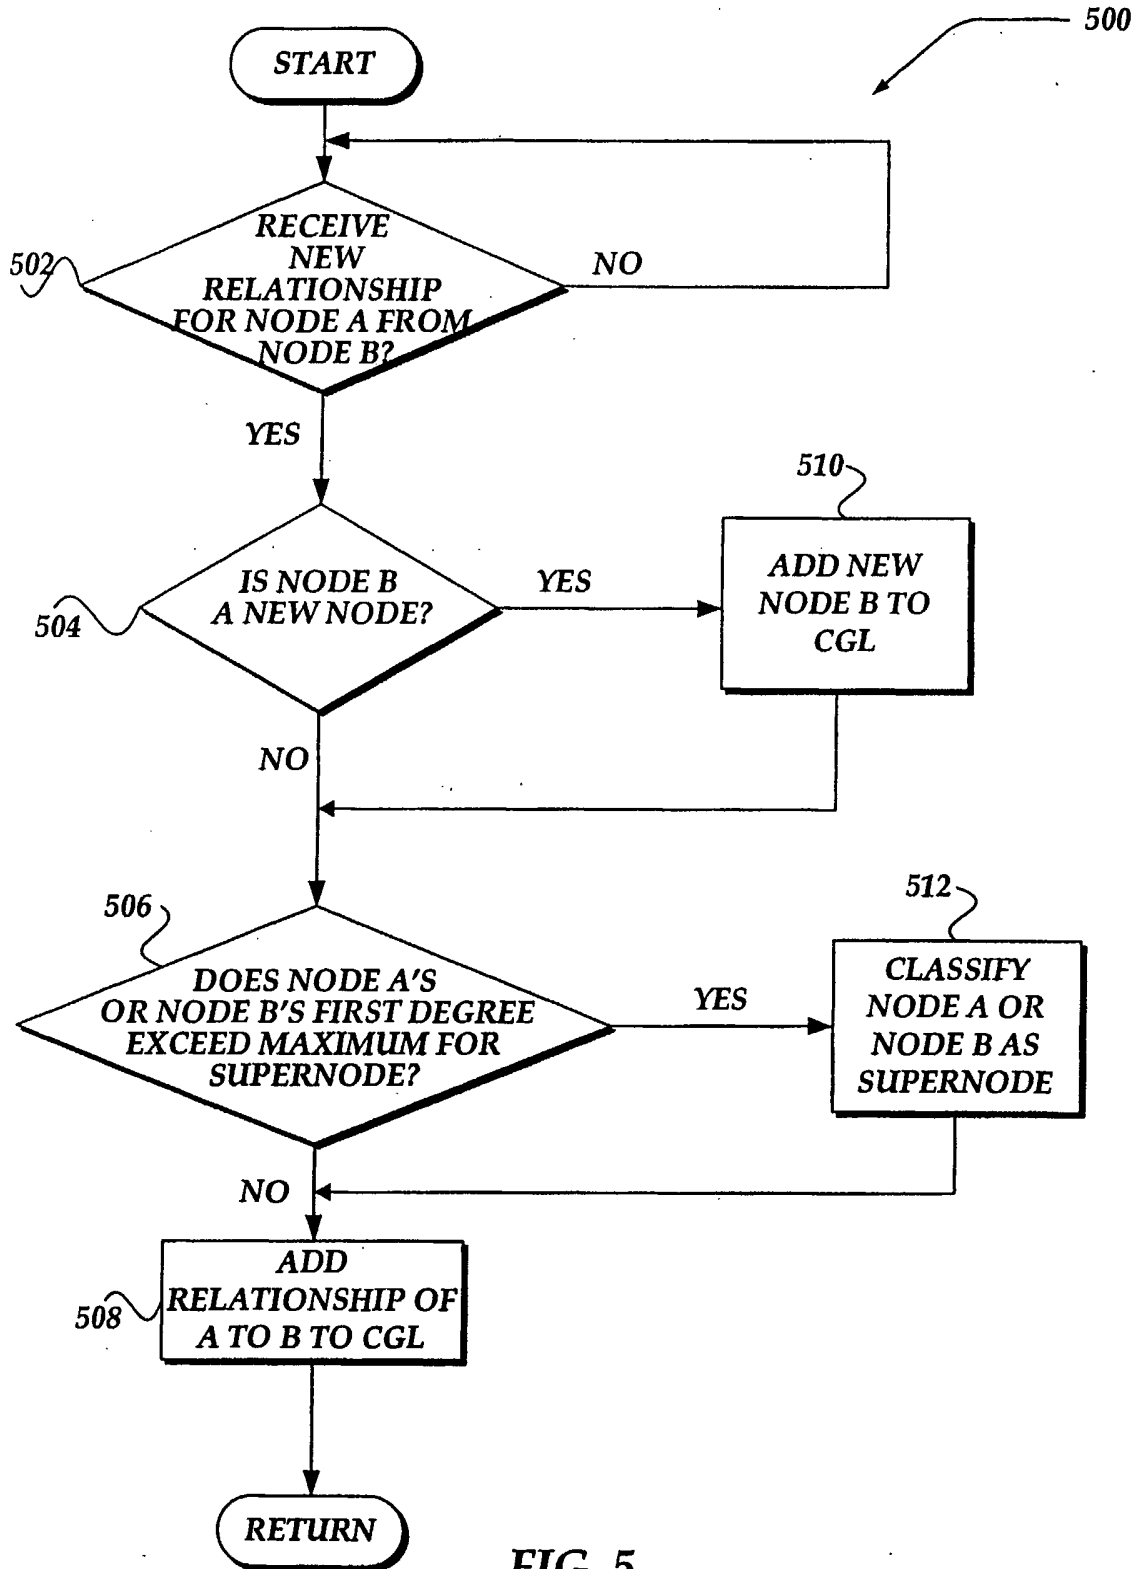 500
START
RECEIVE
NEW
RELATIONSHIP
FOR NODE A FROM
NODE B?
502
NO
YES
510
IS NODE B
A NEW NODE?
504
YES
ADD NEW
NODE B TO
CGL
NO
506
512
DOES NODE A'S
OR NODE B'S FIRST DEGREE
EXCEED MAXIMUM FOR
SUPERNODE?
YES
CLASSIFY
NODE A OR
NODE B AS
SUPERNODE
NO
ADD
RELATIONSHIP OF
A TO B TO CGL
508
RETURN
FIG. 5